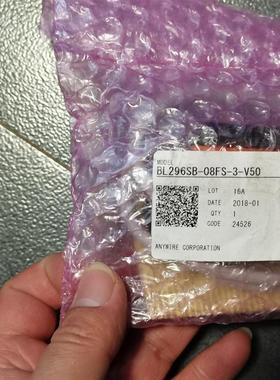 MODEL
BL296SB-08FS-3-V50
LOT 16A
DATE 2018-01
QTY 1
CODE 24526
ANYWIRE CORPORATION